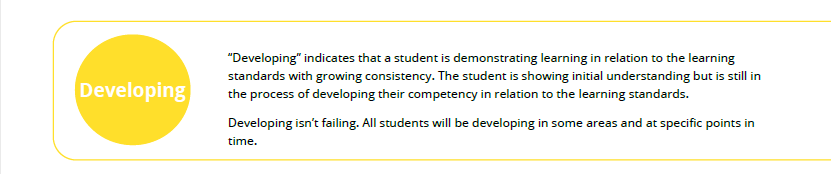 Developing
“Developing” indicates that a student is demonstrating learning in relation to the learning
standards with growing consistency. The student is showing initial understanding but is still in
the process of developing their competency in relation to the learning standards.
Developing isn’t failing. All students will be developing in some areas and at specific points in
time.